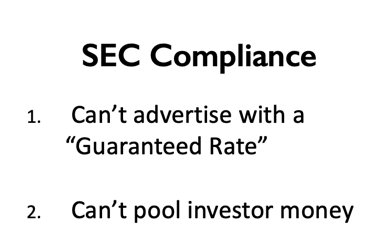 SEC Compliance
1. Can’t advertise with a
“Guaranteed Rate”
2. Can’t pool investor money